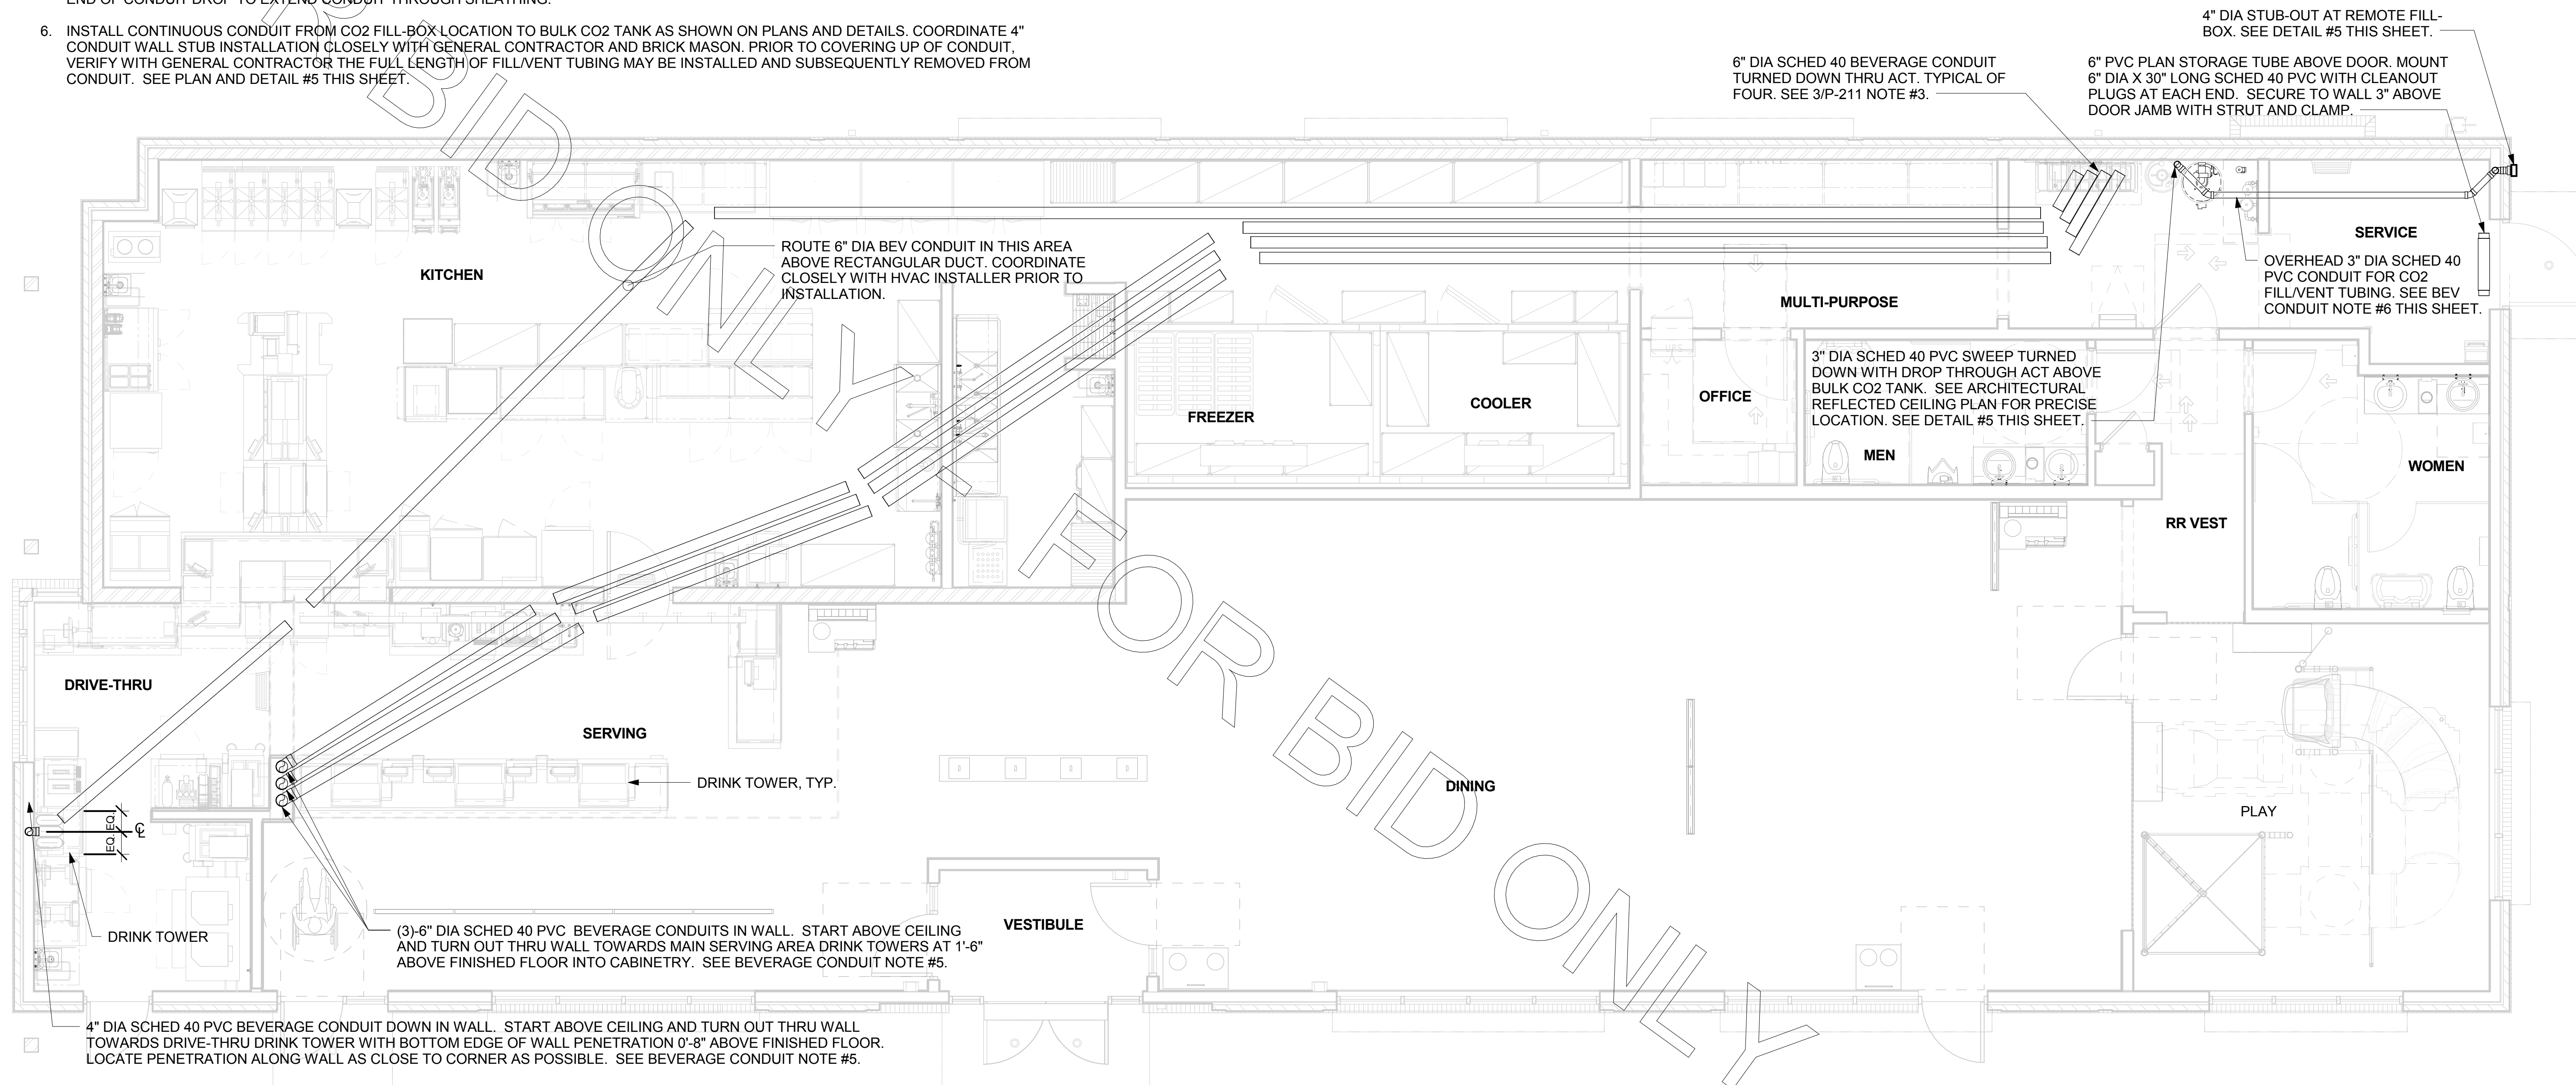 END OF CONDUIT DROP TO EXTEND CONDUIT THROUGH SHEATHING.
6. INSTALL CONTINUOUS CONDUIT FROM CO2 FILL-BOX LOCATION TO BULK CO2 TANK AS SHOWN ON PLANS AND DETAILS. COORDINATE 4"
CONDUIT WALL STUB INSTALLATION CLOSELY WITH GENERAL CONTRACTOR AND BRICK MASON. PRIOR TO COVERING UP OF CONDUIT,
VERIFY WITH GENERAL CONTRACTOR THE FULL LENGTH OF FILL/VENT TUBING MAY BE INSTALLED AND SUBSEQUENTLY REMOVED FROM
CONDUIT. SEE PLAN AND DETAIL #5 THIS SHEET.
4" DIA STUB-OUT AT REMOTE FILL-
BOX. SEE DETAIL #5 THIS SHEET.
6" DIA SCHED 40 BEVERAGE CONDUIT
TURNED DOWN THRU ACT. TYPICAL OF
FOUR. SEE 3/P-211 NOTE #3.
6" PVC PLAN STORAGE TUBE ABOVE DOOR. MOUNT
6" DIA X 30" LONG SCHED 40 PVC WITH CLEANOUT
PLUGS AT EACH END. SECURE TO WALL 3" ABOVE
DOOR JAMB WITH STRUT AND CLAMP.
BID ONLY
ROUTE 6" DIA BEV CONDUIT IN THIS AREA
ABOVE RECTANGULAR DUCT. COORDINATE
CLOSELY WITH HVAC INSTALLER PRIOR TO
INSTALLATION.
KITCHEN
SERVICE
OVERHEAD 3" DIA SCHED 40
PVC CONDUIT FOR CO2
FILL/VENT TUBING. SEE BEV
CONDUIT NOTE #6 THIS SHEET.
MULTI-PURPOSE
UPS
3" DIA SCHED 40 PVC SWEEP TURNED
DOWN WITH DROP THROUGH ACT ABOVE
BULK CO2 TANK. SEE ARCHITECTURAL
REFLECTED CEILING PLAN FOR PRECISE
LOCATION. SEE DETAIL #5 THIS SHEET.
OFFICE
COOLER
FREEZER
MEN
WOMEN
RR VEST
- FOR BID ONLY
DRIVE-THRU
SERVING
DRINK TOWER, TYP.
DINING
PLAY
EQ.
EQ.
CL
VESTIBULE
DRINK TOWER
(3)-6" DIA SCHED 40 PVC BEVERAGE CONDUITS IN WALL. START ABOVE CEILING
AND TURN OUT THRU WALL TOWARDS MAIN SERVING AREA DRINK TOWERS AT 1'-6"
ABOVE FINISHED FLOOR INTO CABINETRY. SEE BEVERAGE CONDUIT NOTE #5.
4" DIA SCHED 40 PVC BEVERAGE CONDUIT DOWN IN WALL. START ABOVE CEILING AND TURN OUT THRU WALL
TOWARDS DRIVE-THRU DRINK TOWER WITH BOTTOM EDGE OF WALL PENETRATION 0'-8" ABOVE FINISHED FLOOR.
LOCATE PENETRATION ALONG WALL AS CLOSE TO CORNER AS POSSIBLE. SEE BEVERAGE CONDUIT NOTE #5.